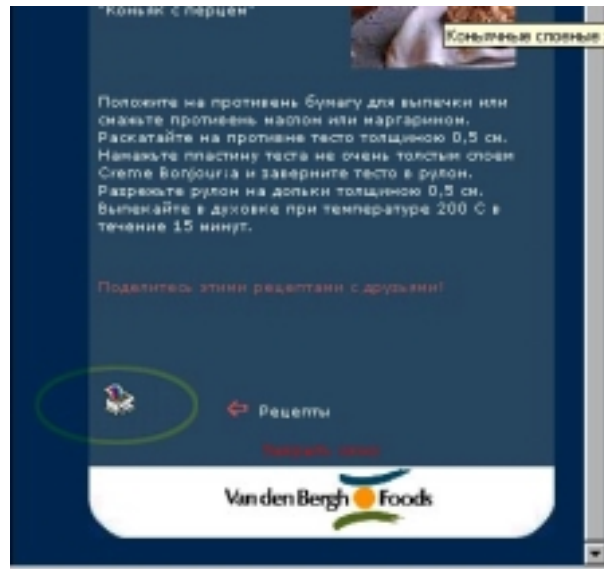 "Коньяк с перцем"
Коньячные слоеные
Положите на противень бумагу для выпечки или
смажьте противень маслом или маргарином.
Раскатайте на противне тесто толщиною 0,5 см.
Намажьте пластину теста не очень толстым слоем
Creme Bonjouria и заверните тесто в рулон.
Разрежьте рулон на дольки толщиною 0,5 см.
Выпекайте в духовке при температуре 200 С в
течение 15 минут.
Поделитесь этими рецептами с друзьями!
Рецепты
Van den Bergh Foods